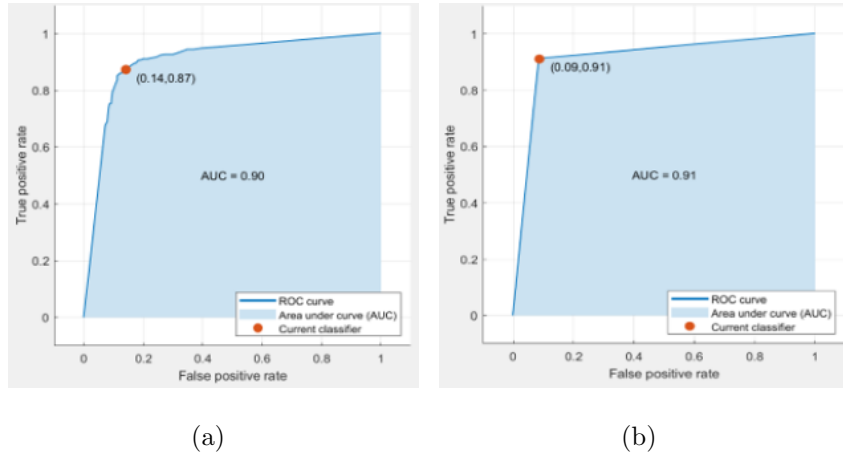 1
0.8
0.6
0.4
0.2
0
True positive rate
(0.14,0.87)
AUC = 0.90
ROC curve
Area under curve (AUC)
Current classifier
0
0.2
0.4
0.6
0.8
1
False positive rate
(a)
1
0.8
0.6
0.4
0.2
0
True positive rate
(0.09,0.91)
AUC = 0.91
ROC curve
Area under curve (AUC)
Current classifier
0
0.2
0.4
0.6
0.8
1
False positive rate
(b)